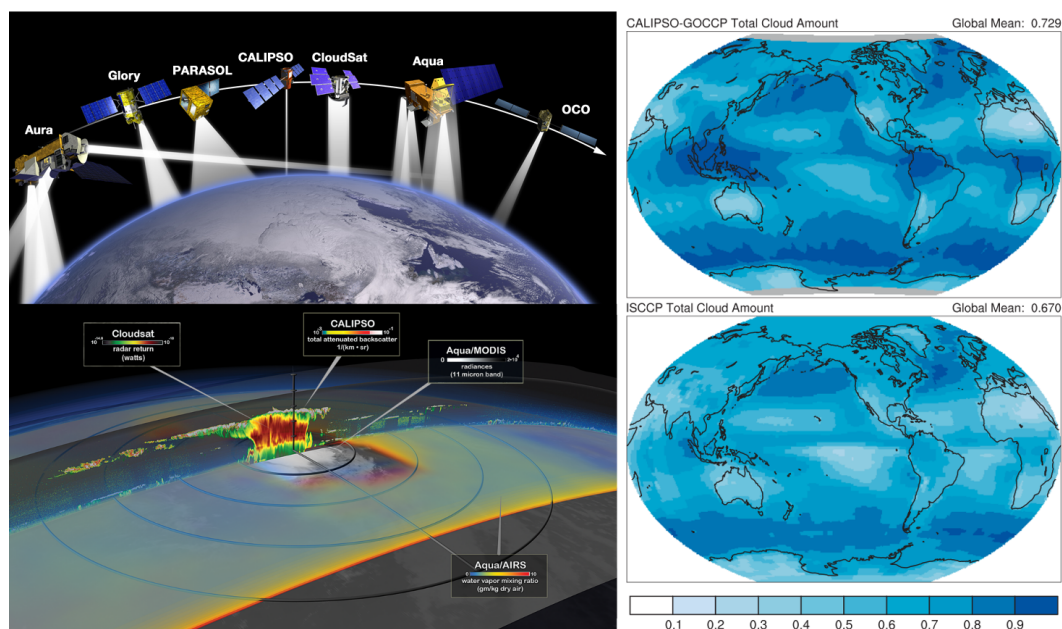 Aura
Glory
PARASOL
CALIPSO
CloudSat
Aqua
OCO
Cloudsat
radar return
(watts)
CALIPSO
total attenuated backscatter
1/(km • sr)
Aqua/MODIS
radiances
(11 micron band)
Aqua/AIRS
0 10
water vapor mixing ratio
(gm/kg dry air)
CALIPSO-GOCCP Total Cloud Amount Global Mean: 0.729
ISCCP Total Cloud Amount Global Mean: 0.670
0.1 0.2 0.3 0.4 0.5 0.6 0.7 0.8 0.9